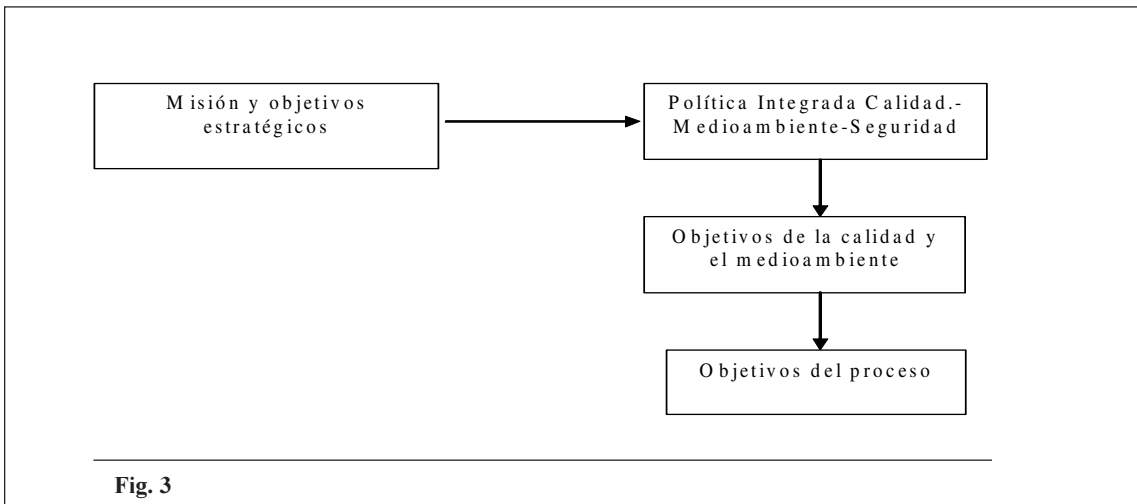 Misión y objetivos
estratégicos
Política Integrada Calidad.-
Medioambiente-Seguridad
Objetivos de la calidad y
el medioambiente
Objetivos del proceso
Fig. 3